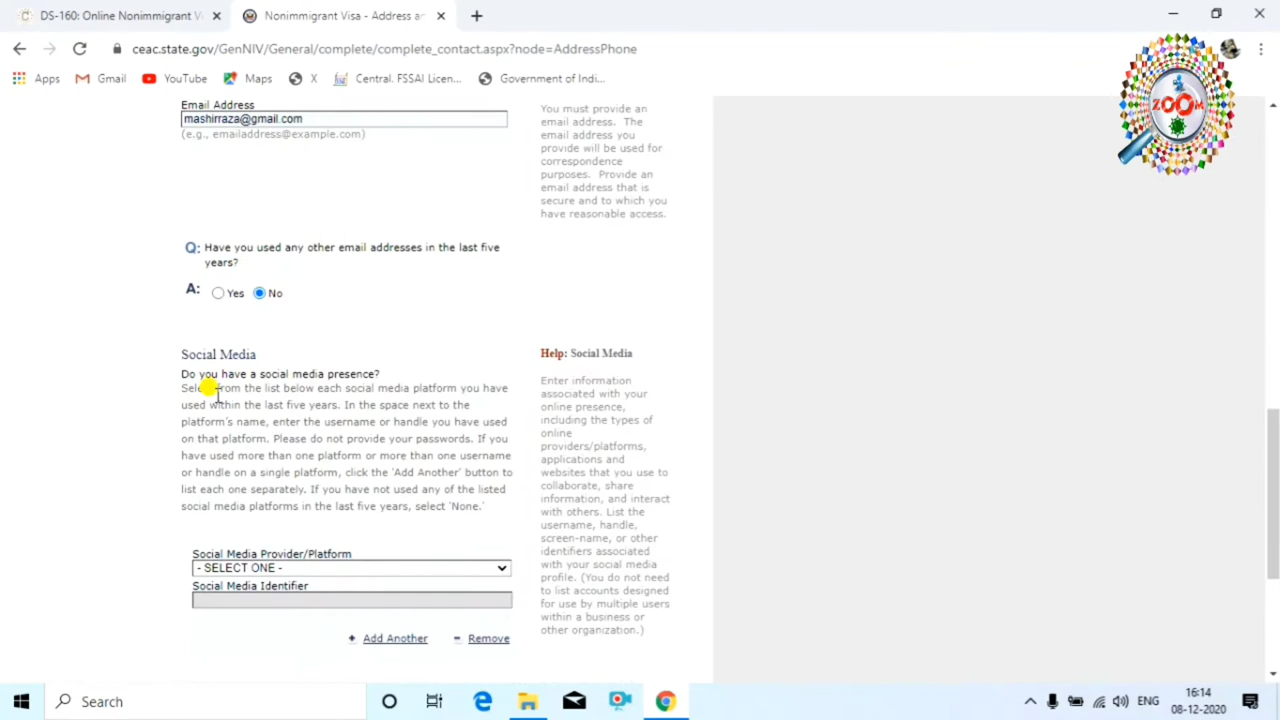 DS-160: Online Nonimmigrant V
Nonimmigrant Visa - Address a
ceac.state.gov/GenNIV/General/complete/complete_contact.aspx?node=AddressPhone
Apps
Gmail
YouTube
Maps
X
Central. FSSAI Licen...
Government of Indi...
ZOOM
Email Address
mashirraza@gmail.com
(e.g., emailaddress@example.com)
You must provide an
email address. The
email address you
provide will be used for
correspondence
purposes. Provide an
email address that is
secure and to which you
have reasonable access.
Q: Have you used any other email addresses in the last five
years?
A: Yes No
Social Media
Do you have a social media presence?
Select from the list below each social media platform you have
used within the last five years. In the space next to the
platform's name, enter the username or handle you have used
on that platform. Please do not provide your passwords. If you
have used more than one platform or more than one username
or handle on a single platform, click the 'Add Another' button to
list each one separately. If you have not used any of the listed
social media platforms in the last five years, select 'None.'
Help: Social Media
Enter information
associated with your
online presence,
including the types of
online
providers/platforms,
applications and
websites that you use to
collaborate, share
information, and interact
with others. List the
username, handle,
screen-name, or other
identifiers associated
with your social media
profile. (You do not need
to list accounts designed
for use by multiple users
within a business or
other organization.)
Social Media Provider/Platform
- SELECT ONE -
Social Media Identifier
Add Another
Remove
Search
ENG
16:14
08-12-2020